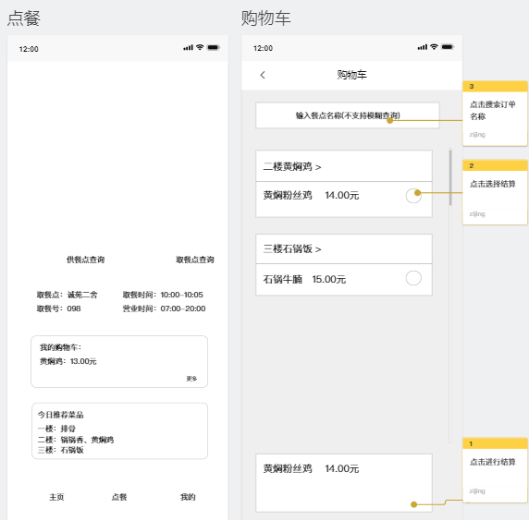 点餐
12:00
供餐点查询 取餐点查询
取餐点：诚苑二舍 取餐时间：10:00-10:05
取餐号：098 营业时间：07:00-20:00
我的购物车：
黄焖鸡：13.00元
更多
今日推荐菜品
一楼：排骨
二楼：锅锅香、黄焖鸡
三楼：石锅饭
主页 点餐 我的
购物车
12:00
< 购物车
输入餐点名称(不支持模糊查询)
二楼黄焖鸡 >
黄焖粉丝鸡 14.00元
三楼石锅饭 >
石锅牛腩 15.00元
黄焖粉丝鸡 14.00元
3
点击搜索订单
名称
zijing
2
点击选择结算
zijing
1
点击进行结算
zijing